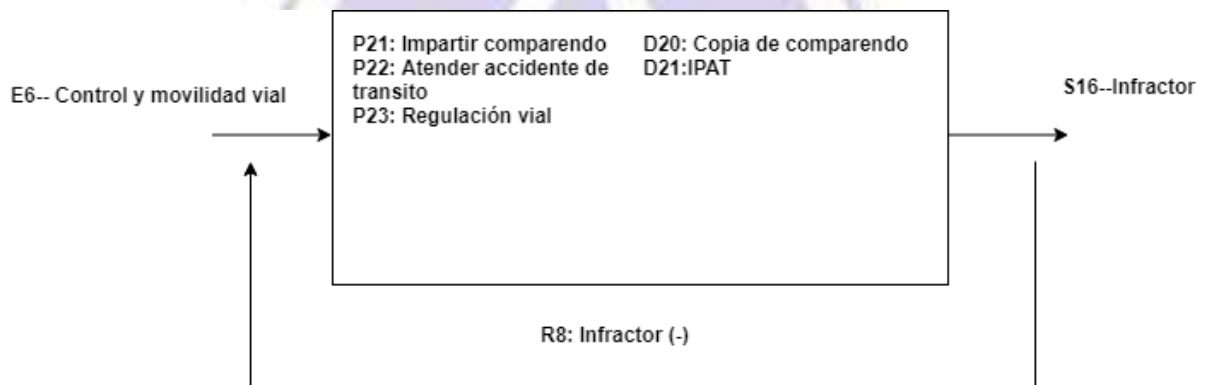 P21: Impartir comparendo
P22: Atender accidente de
transito
P23: Regulación vial
D20: Copia de comparendo
D21:IPAT
E6-- Control y movilidad vial
S16--Infractor
R8: Infractor (-)